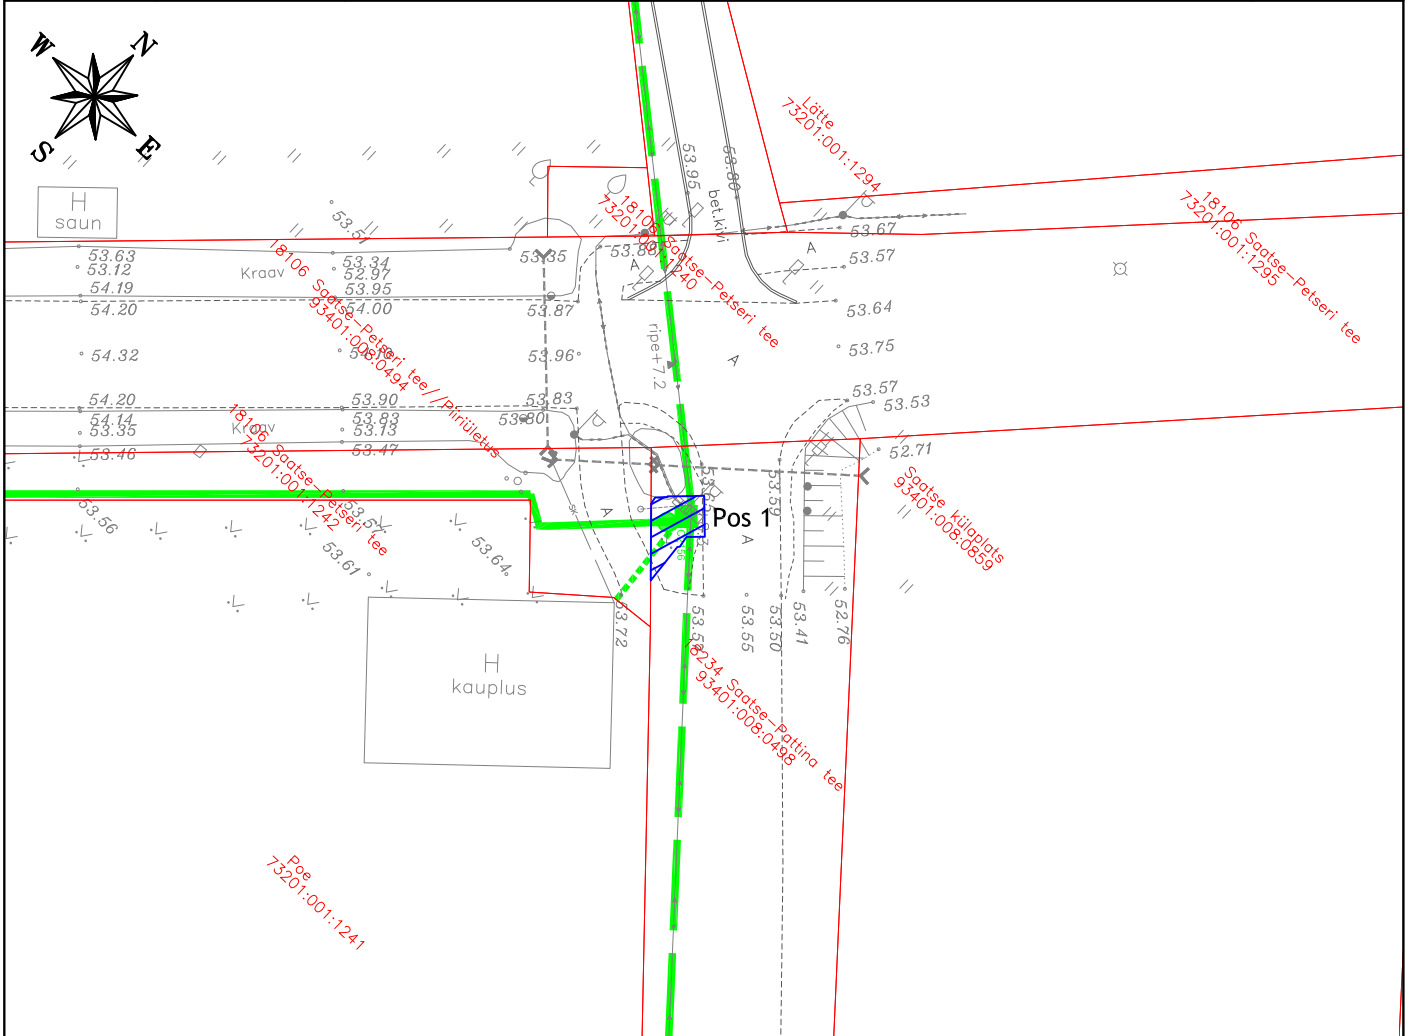 W
N
S
E
H
saun
Lätte
73201:001:1294
18106 Saatse-Petseri tee
73201:001:1295
18106 Saatse-Petseri tee
73201:001:1240
18106 Saatse-Petseri tee//Piiriületus
93401:008:0494
18106 Saatse-Petseri tee
73201:001:1242
Saatse külaplats
93401:008:0859
18234 Saatse-Pattina tee
93401:008:0498
Poe
73201:001:1241
H
kauplus
Pos 1
Kraav
Kraav
bet.kivi
ripe+7.2
A
A
A
A
A
53.95
53.80
53.51
53.63
53.12
54.19
54.20
53.34
52.97
53.95
54.00
53.35
53.88
53.87
53.67
53.57
53.64
53.75
54.32
53.96
54.20
54.14
53.35
53.46
53.90
53.83
53.13
53.47
53.83
53.80
53.57
53.53
52.71
53.56
53.57
53.61
53.64
53.59
53.72
53.55
53.50
53.41
52.76